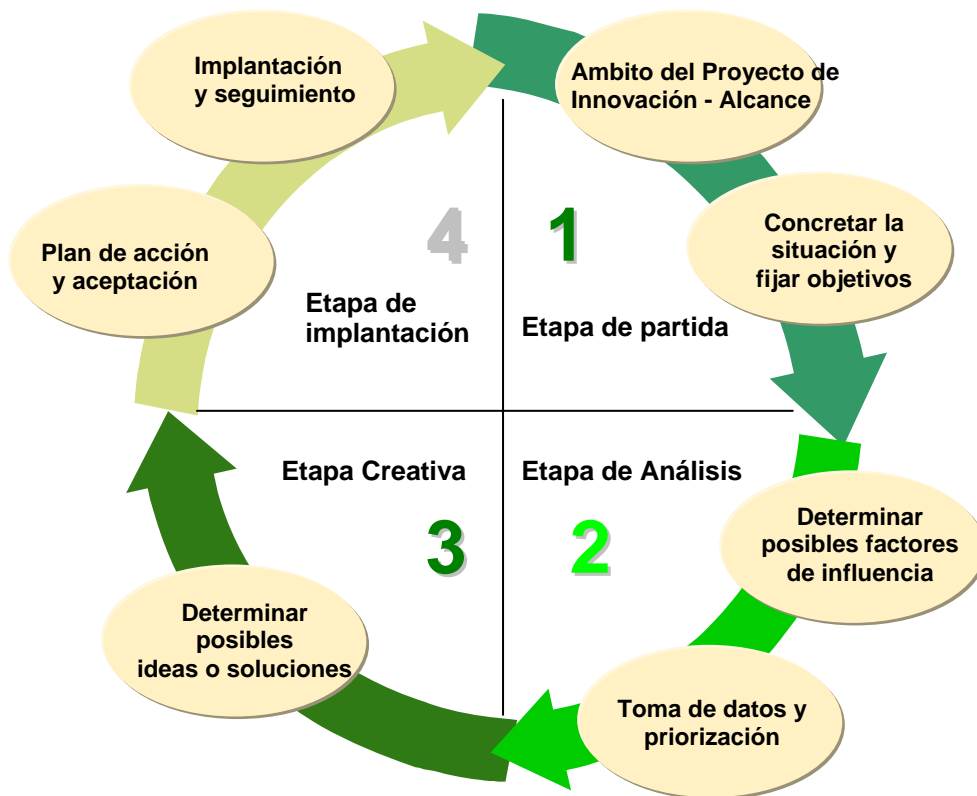 Implantación
y seguimiento
Ambito del Proyecto de
Innovación - Alcance
Plan de acción
y aceptación
4
1
Concretar la
situación y
fijar objetivos
Etapa de
implantación
Etapa de partida
Etapa Creativa
Etapa de Análisis
3
2
Determinar
posibles factores
de influencia
Determinar
posibles
ideas o soluciones
Toma de datos y
priorización